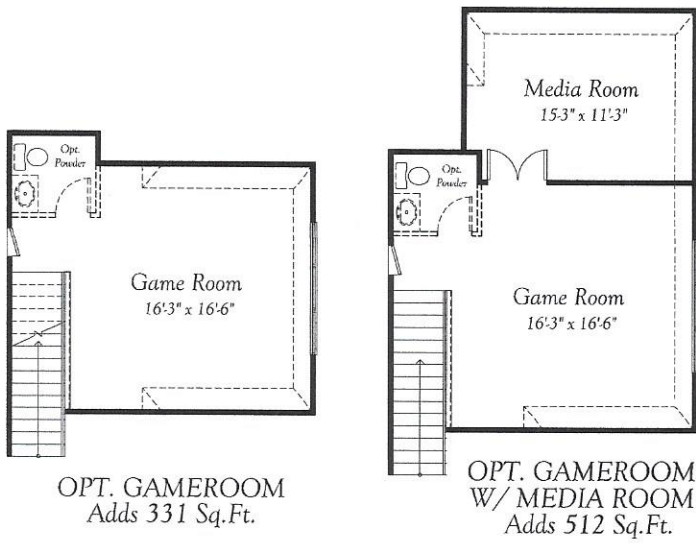 Opt.
Powder
Game Room
16'-3" x 16'-6"
OPT. GAMEROOM
Adds 331 Sq.Ft.
Media Room
15'-3" x 11'-3"
Opt.
Powder
Game Room
16'-3" x 16'-6"
OPT. GAMEROOM
W/ MEDIA ROOM
Adds 512 Sq.Ft.